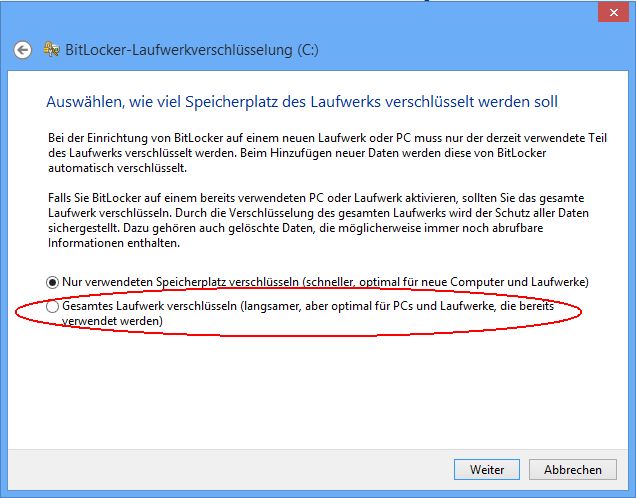 BitLocker-Laufwerkverschlüsselung (C:)
Auswählen, wie viel Speicherplatz des Laufwerks verschlüsselt werden soll
Bei der Einrichtung von BitLocker auf einem neuen Laufwerk oder PC muss nur der derzeit verwendete Teil
des Laufwerks verschlüsselt werden. Beim Hinzufügen neuer Daten werden diese von BitLocker
automatisch verschlüsselt.
Falls Sie BitLocker auf einem bereits verwendeten PC oder Laufwerk aktivieren, sollten Sie das gesamte
Laufwerk verschlüsseln. Durch die Verschlüsselung des gesamten Laufwerks wird der Schutz aller Daten
sichergestellt. Dazu gehören auch gelöschte Daten, die möglicherweise immer noch abrufbare
Informationen enthalten.
Nur verwendeten Speicherplatz verschlüsseln (schneller, optimal für neue Computer und Laufwerke)
Gesamtes Laufwerk verschlüsseln (langsamer, aber optimal für PCs und Laufwerke, die bereits
verwendet werden)
Weiter
Abbrechen